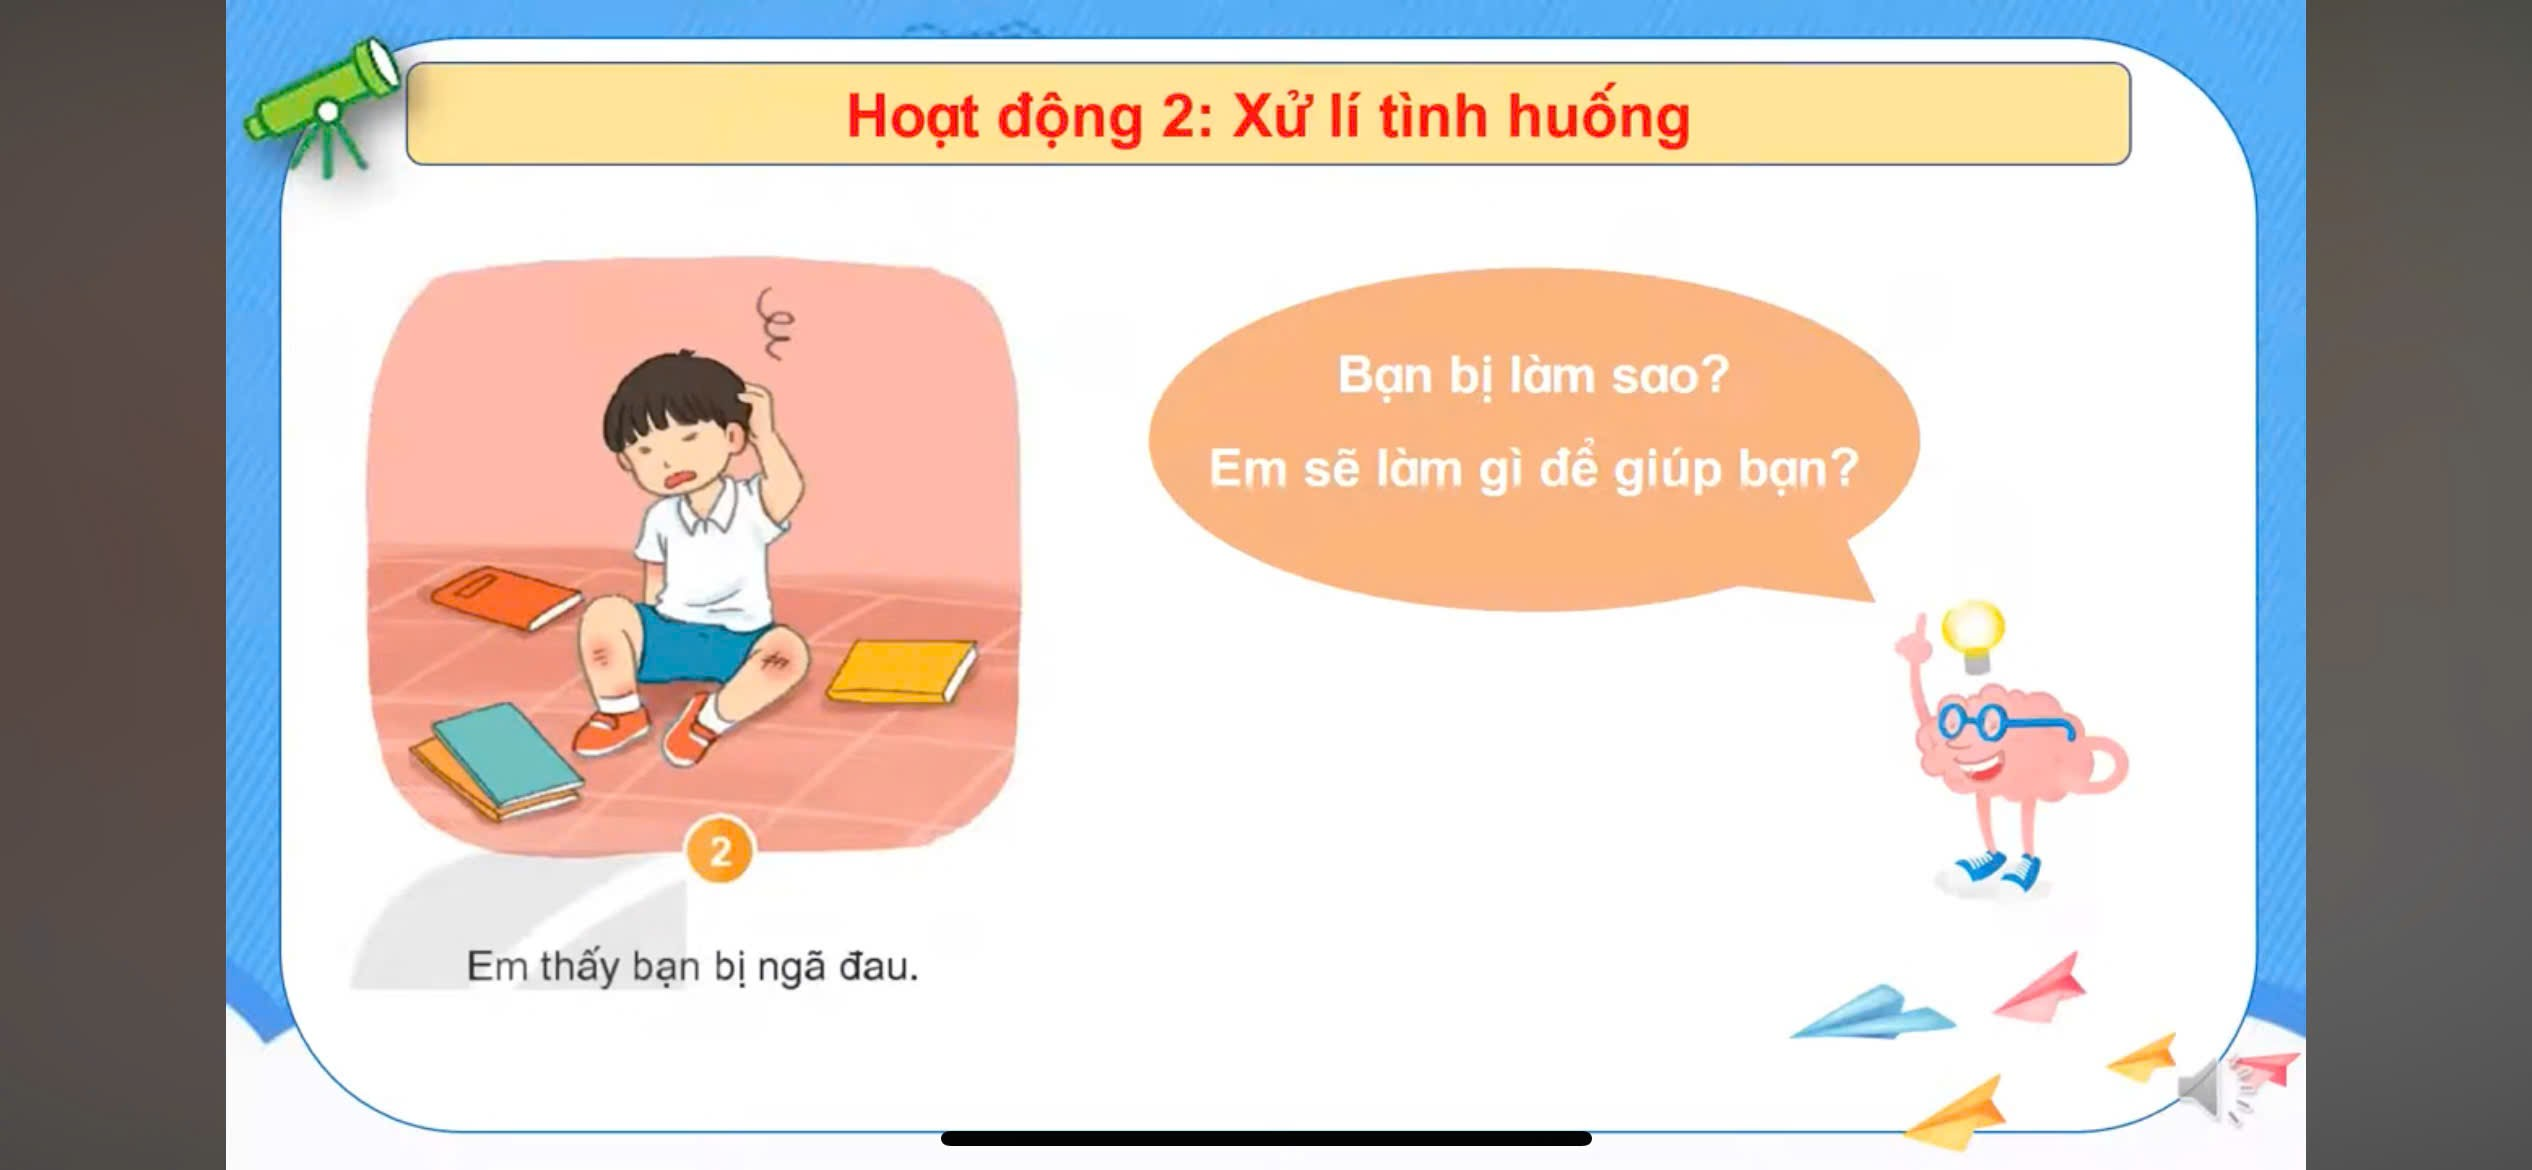 Hoạt động 2: Xử lí tình huống
Bạn bị làm sao?
Em sẽ làm gì để giúp bạn?
2
Em thấy bạn bị ngã đau.